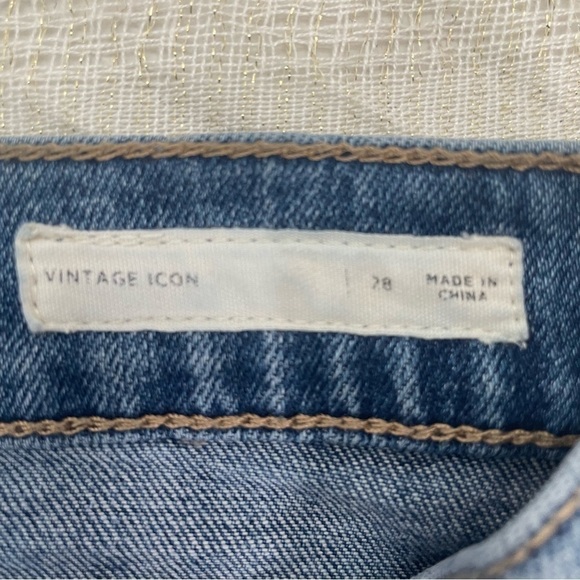 VINTAGE ICON | 28 MADE IN
CHINA